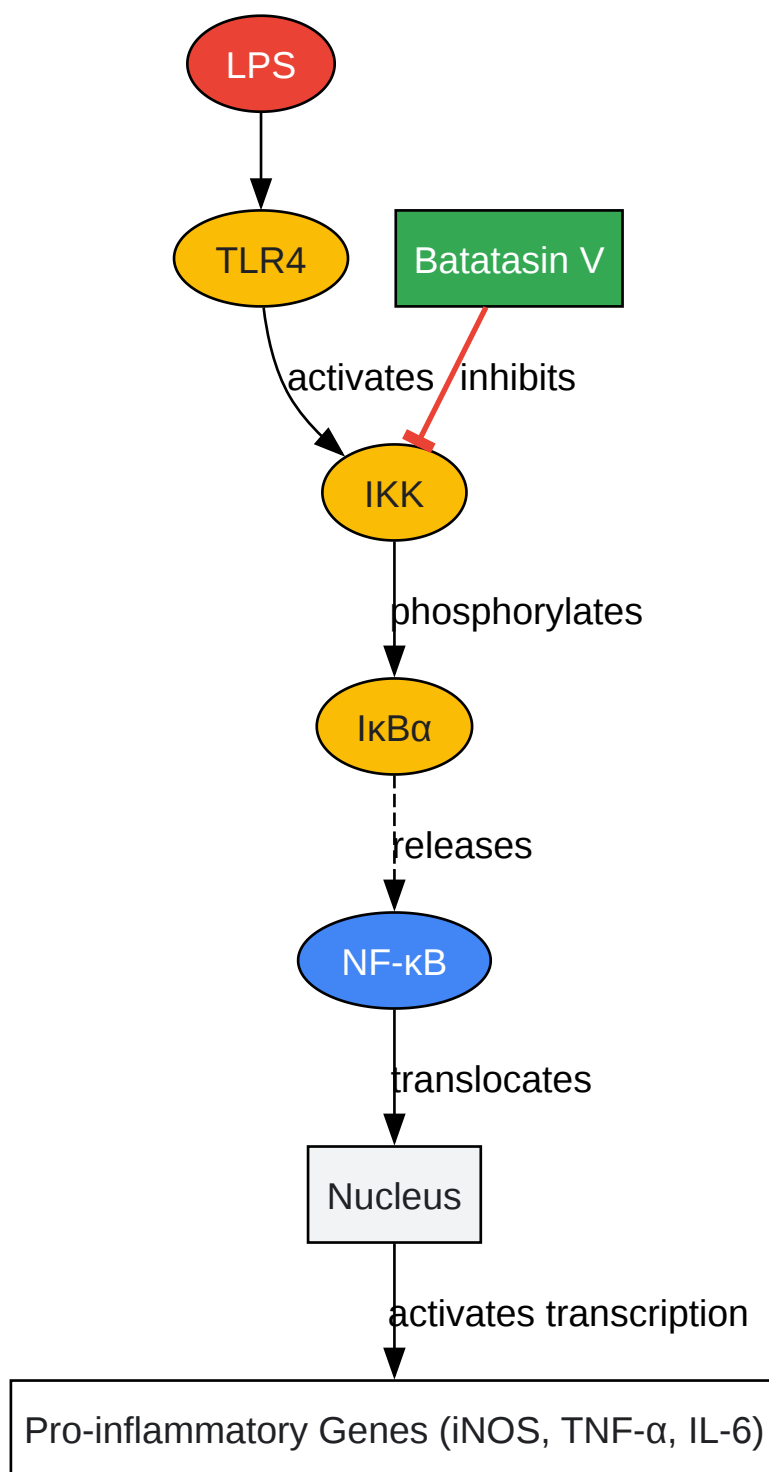 LPS
TLR4
Batatasin V
activates
inhibits
IKK
phosphorylates
IκBα
releases
NF-κB
translocates
Nucleus
activates transcription
Pro-inflammatory Genes (iNOS, TNF-α, IL-6)